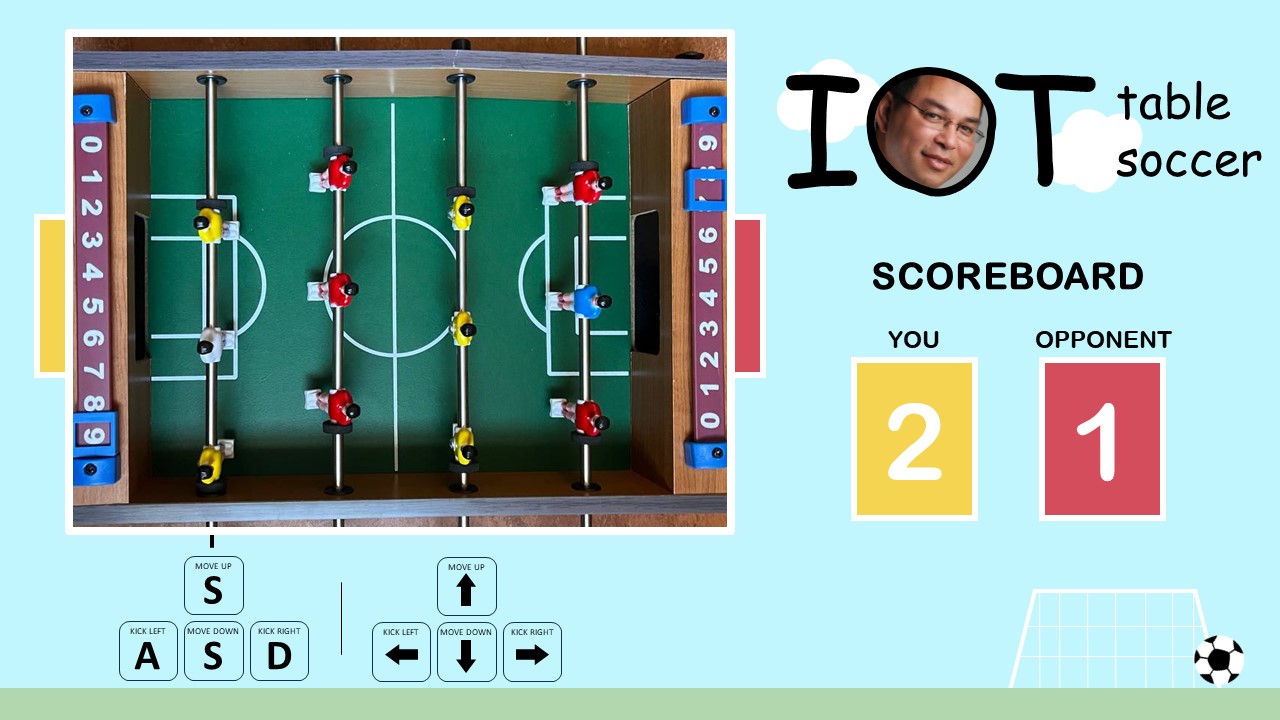 IOT table
soccer
0 1 2 3 4 5 6 7 8 9
9 8 7 6 5 4 3 2 1 0
SCOREBOARD
YOU OPPONENT
2 1
MOVE UP
S
KICK LEFT MOVE DOWN KICK RIGHT
A S D
MOVE UP
KICK LEFT MOVE DOWN KICK RIGHT